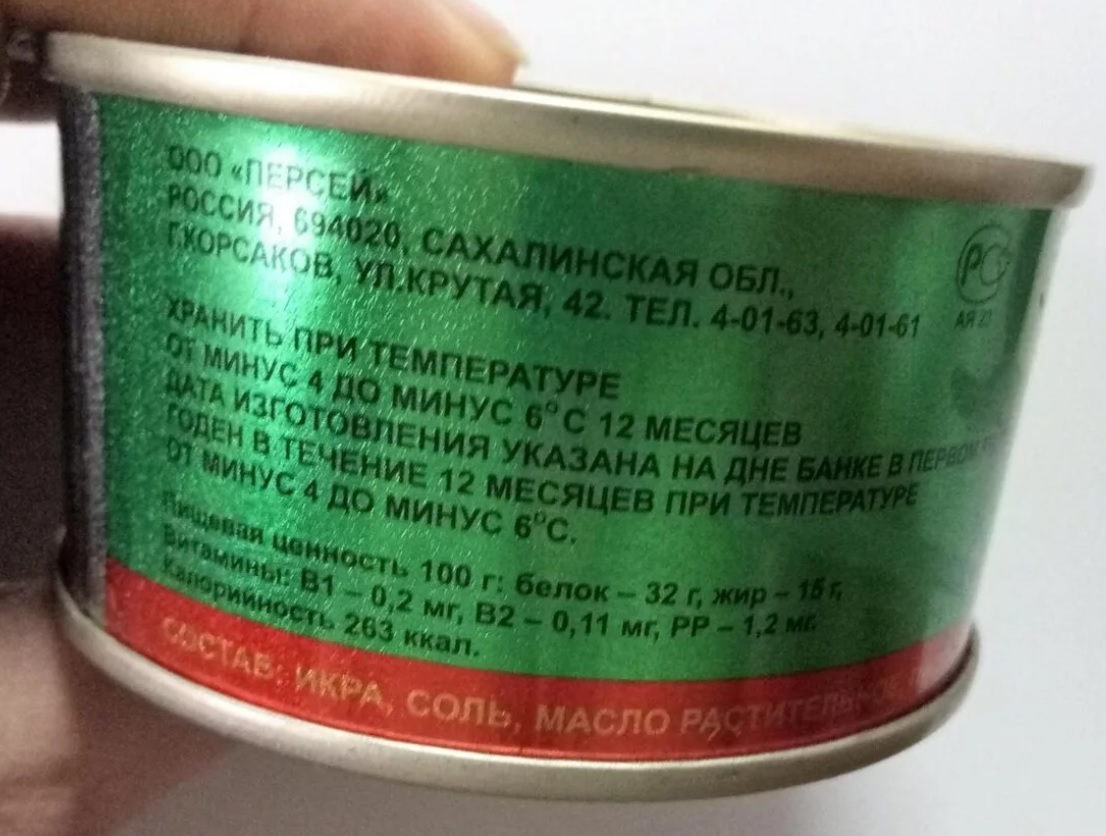 ООО «ПЕРСЕЙ»
РОССИЯ, 694020, САХАЛИНСКАЯ ОБЛ.,
Г.КОРСАКОВ, УЛ.КРУТАЯ, 42. ТЕЛ. 4-01-63, 4-01-61
РСТ
АЯ
ХРАНИТЬ ПРИ ТЕМПЕРАТУРЕ
ОТ МИНУС 4 ДО МИНУС 6°С 12 МЕСЯЦЕВ
ДАТА ИЗГОТОВЛЕНИЯ УКАЗАНА НА ДНЕ БАНКЕ В ПЕРВОМ
ГОДЕН В ТЕЧЕНИЕ 12 МЕСЯЦЕВ ПРИ ТЕМПЕРАТУРЕ
ОТ МИНУС 4 ДО МИНУС 6°С.
Пищевая ценность 100 г: белок – 32 г, жир – 15 г,
Витамины: В1 – 0,2 мг, В2 – 0,11 мг, РР – 1,2 мг.
Калорийность 263 ккал.
СОСТАВ: ИКРА, СОЛЬ, МАСЛО РАСТИТЕЛЬНОЕ,